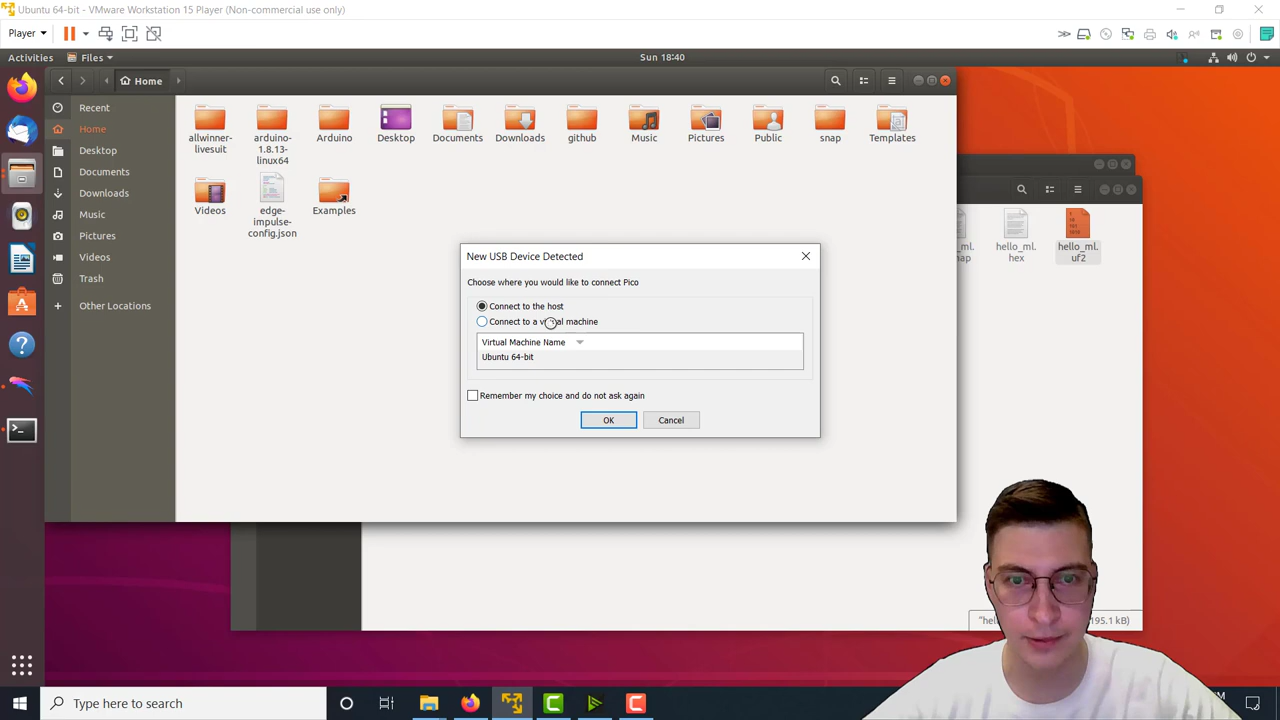 Ubuntu 64-bit - VMware Workstation 15 Player (Non-commercial use only)
Player
Activities
Files
Sun 18:40
Home
Recent
Home
Desktop
Documents
Downloads
Music
Pictures
Videos
Trash
Other Locations
allwinner-
livesuit
arduino-
1.8.13-
linux64
Arduino
Desktop
Documents
Downloads
github
Music
Pictures
Public
snap
Templates
Videos
edge-
impulse-
config.json
Examples
hello_ml.
hex
hello_ml.
uf2
New USB Device Detected
Choose where you would like to connect Pico
Connect to the host
Connect to a virtual machine
Virtual Machine Name
Ubuntu 64-bit
Remember my choice and do not ask again
OK
Cancel
195.1 kB)
Type here to search